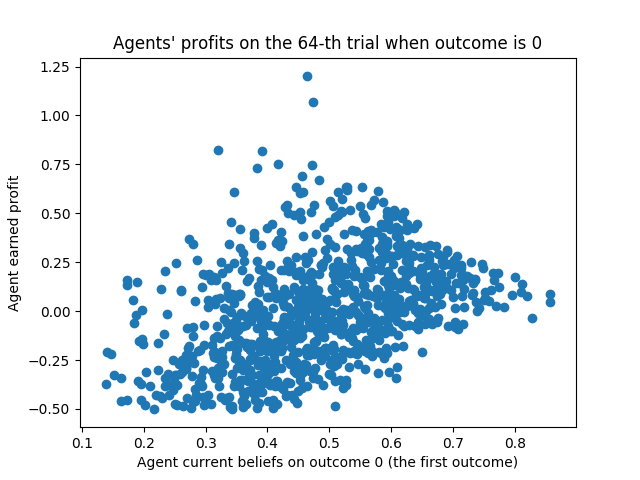 Agents' profits on the 64-th trial when outcome is 0
1.25
1.00
0.75
0.50
0.25
0.00
−0.25
−0.50
Agent earned profit
0.1 0.2 0.3 0.4 0.5 0.6 0.7 0.8
Agent current beliefs on outcome 0 (the first outcome)